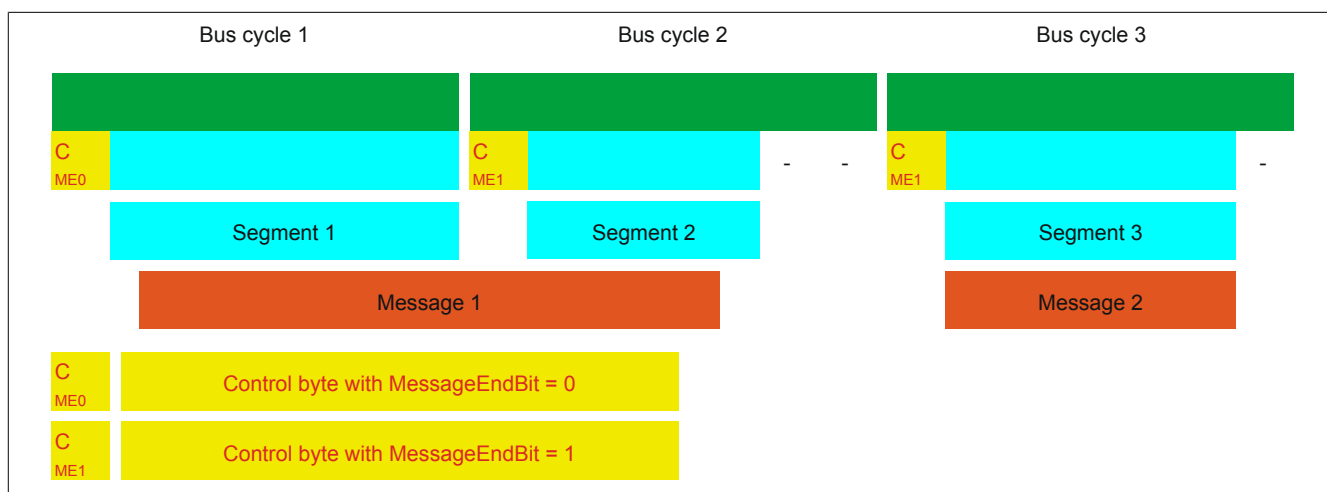 Bus cycle 1 Bus cycle 2 Bus cycle 3
C C - - C -
ME0 ME1 ME1
Segment 1 Segment 2 Segment 3
Message 1 Message 2
C
ME0 Control byte with MessageEndBit = 0
C
ME1 Control byte with MessageEndBit = 1